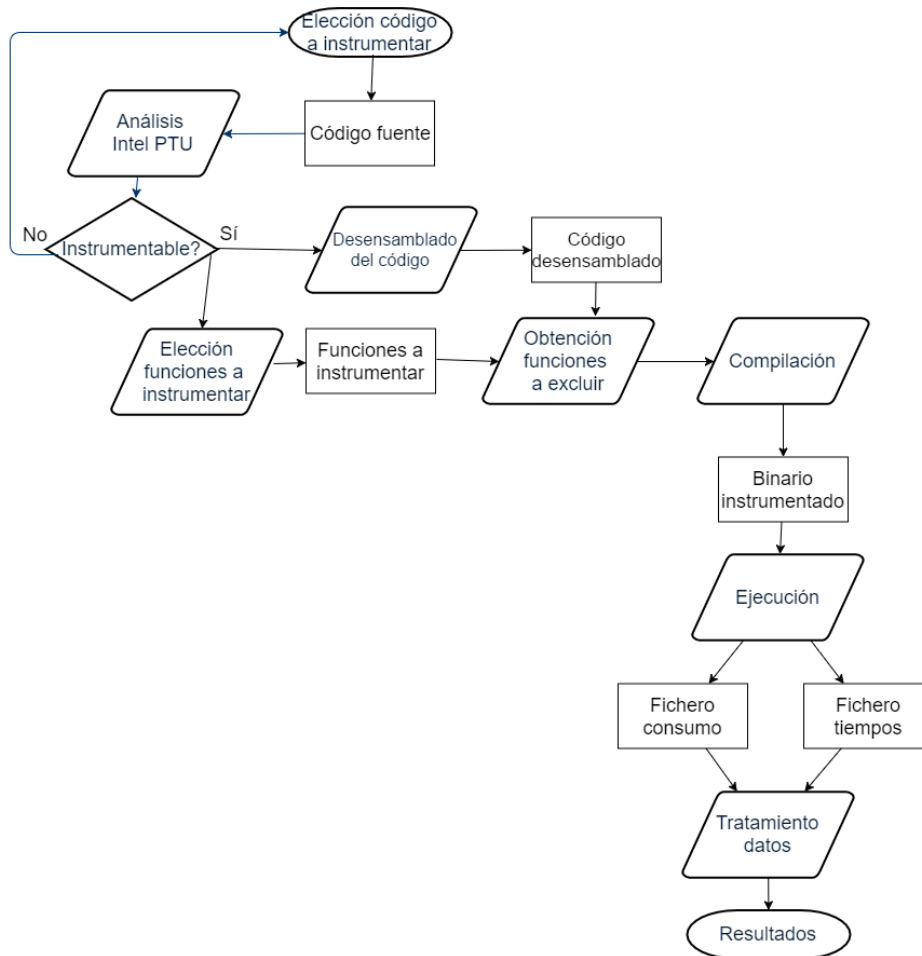 Elección código
a instrumentar
Análisis
Intel PTU
Código fuente
No
Instrumentable?
Sí
Desensamblado
del código
Código
desensamblado
Elección
funciones a
instrumentar
Funciones a
instrumentar
Obtención
funciones
a excluir
Compilación
Binario
instrumentado
Ejecución
Fichero
consumo
Fichero
tiempos
Tratamiento
datos
Resultados